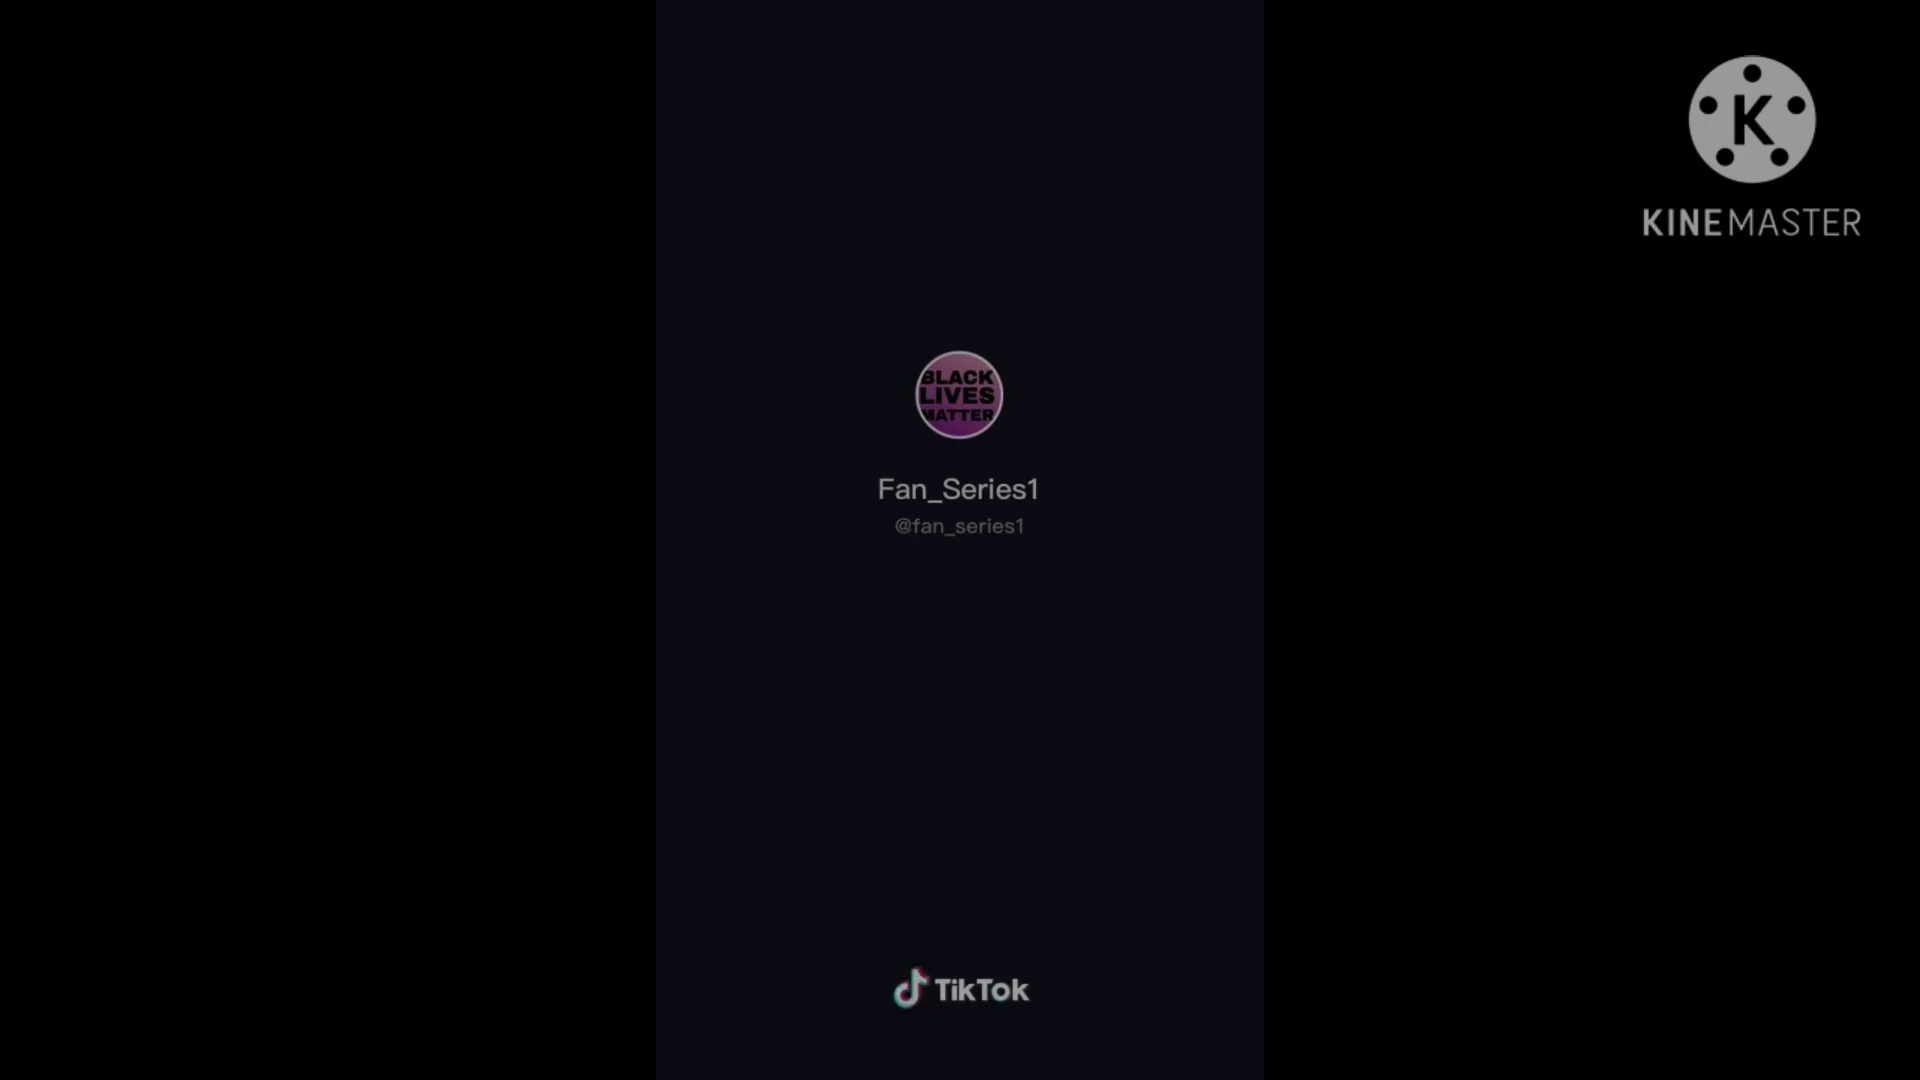 K
KINEMASTER
BLACK
LIVES
MATTER
Fan_Series1
@fan_series1
TikTok